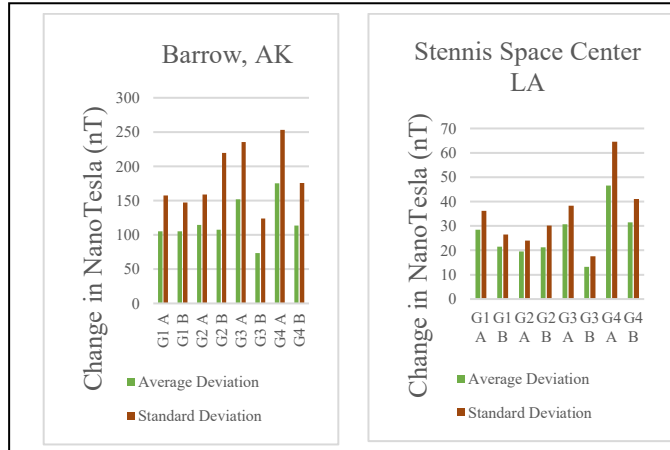 Barrow, AK
Change in NanoTesla (nT)
300
250
200
150
100
50
0
G1 A
G1 B
G2 A
G2 B
G3 A
G3 B
G4 A
G4 B
Average Deviation
Standard Deviation
Stennis Space Center
LA
Change in NanoTesla (nT)
70
60
50
40
30
20
10
0
G1 G1 G2 G2 G3 G3 G4 G4
A B A B A B A B
Average Deviation
Standard Deviation